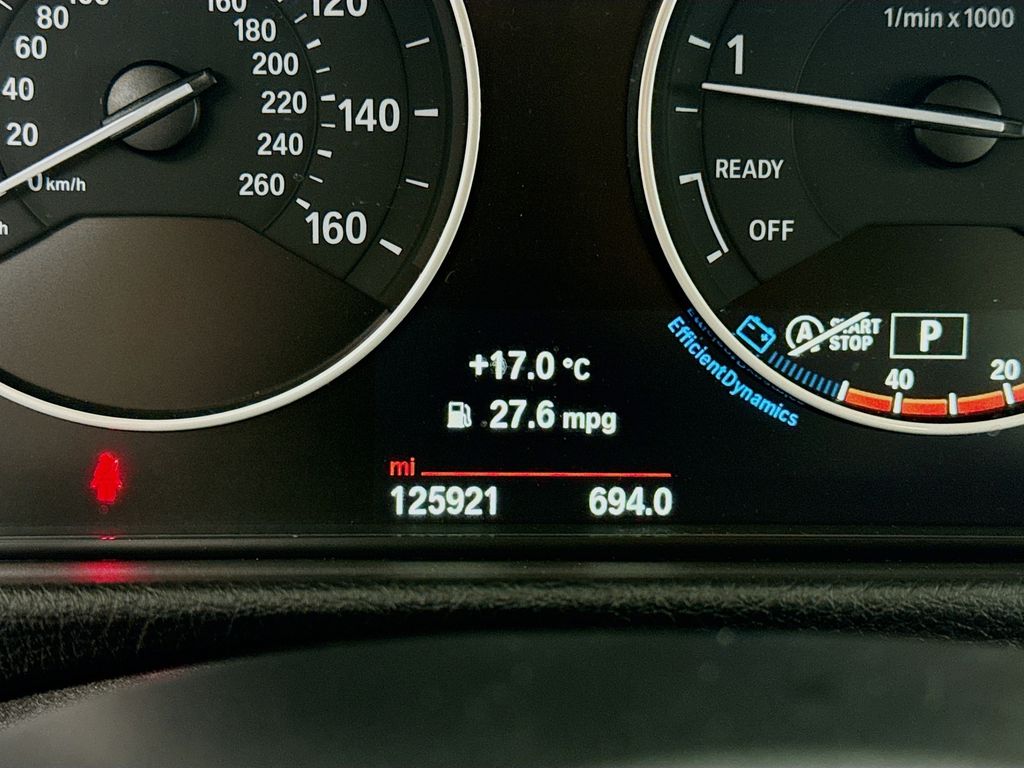 160
120
80
180
60
200
40
220
140
20
240
0 km/h
260
160
h
1/min x 1000
1
READY
OFF
A
START
STOP
P
EfficientDynamics
40
20
+17.0 °C
27.6 mpg
mi
125921 694.0